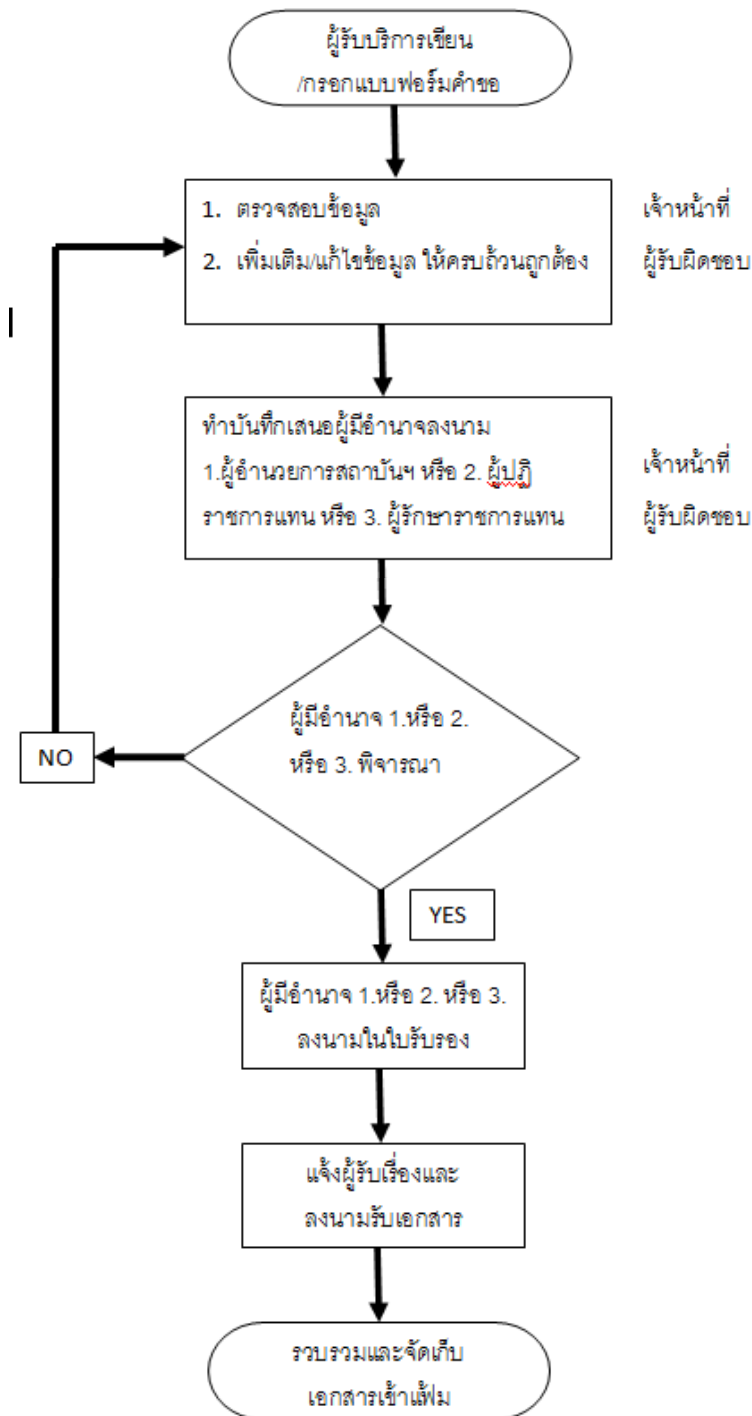 ผู้รับบริการเขียน
/กรอกแบบฟอร์มคำขอ
1. ตรวจสอบข้อมูล
2. เพิ่มเติม/แก้ไขข้อมูล ให้ครบถ้วนถูกต้อง
เจ้าหน้าที่
ผู้รับผิดชอบ
ทำบันทึกเสนอผู้มีอำนาจลงนาม
1.ผู้อำนวยการสถาบันฯ หรือ 2. ผู้ปฏิ
ราชการแทน หรือ 3. ผู้รักษาราชการแทน
เจ้าหน้าที่
ผู้รับผิดชอบ
ผู้มีอำนาจ 1.หรือ 2.
หรือ 3. พิจารณา
NO
YES
ผู้มีอำนาจ 1.หรือ 2. หรือ 3.
ลงนามในใบรับรอง
แจ้งผู้รับเรื่องและ
ลงนามรับเอกสาร
รวบรวมและจัดเก็บ
เอกสารเข้าแฟ้ม